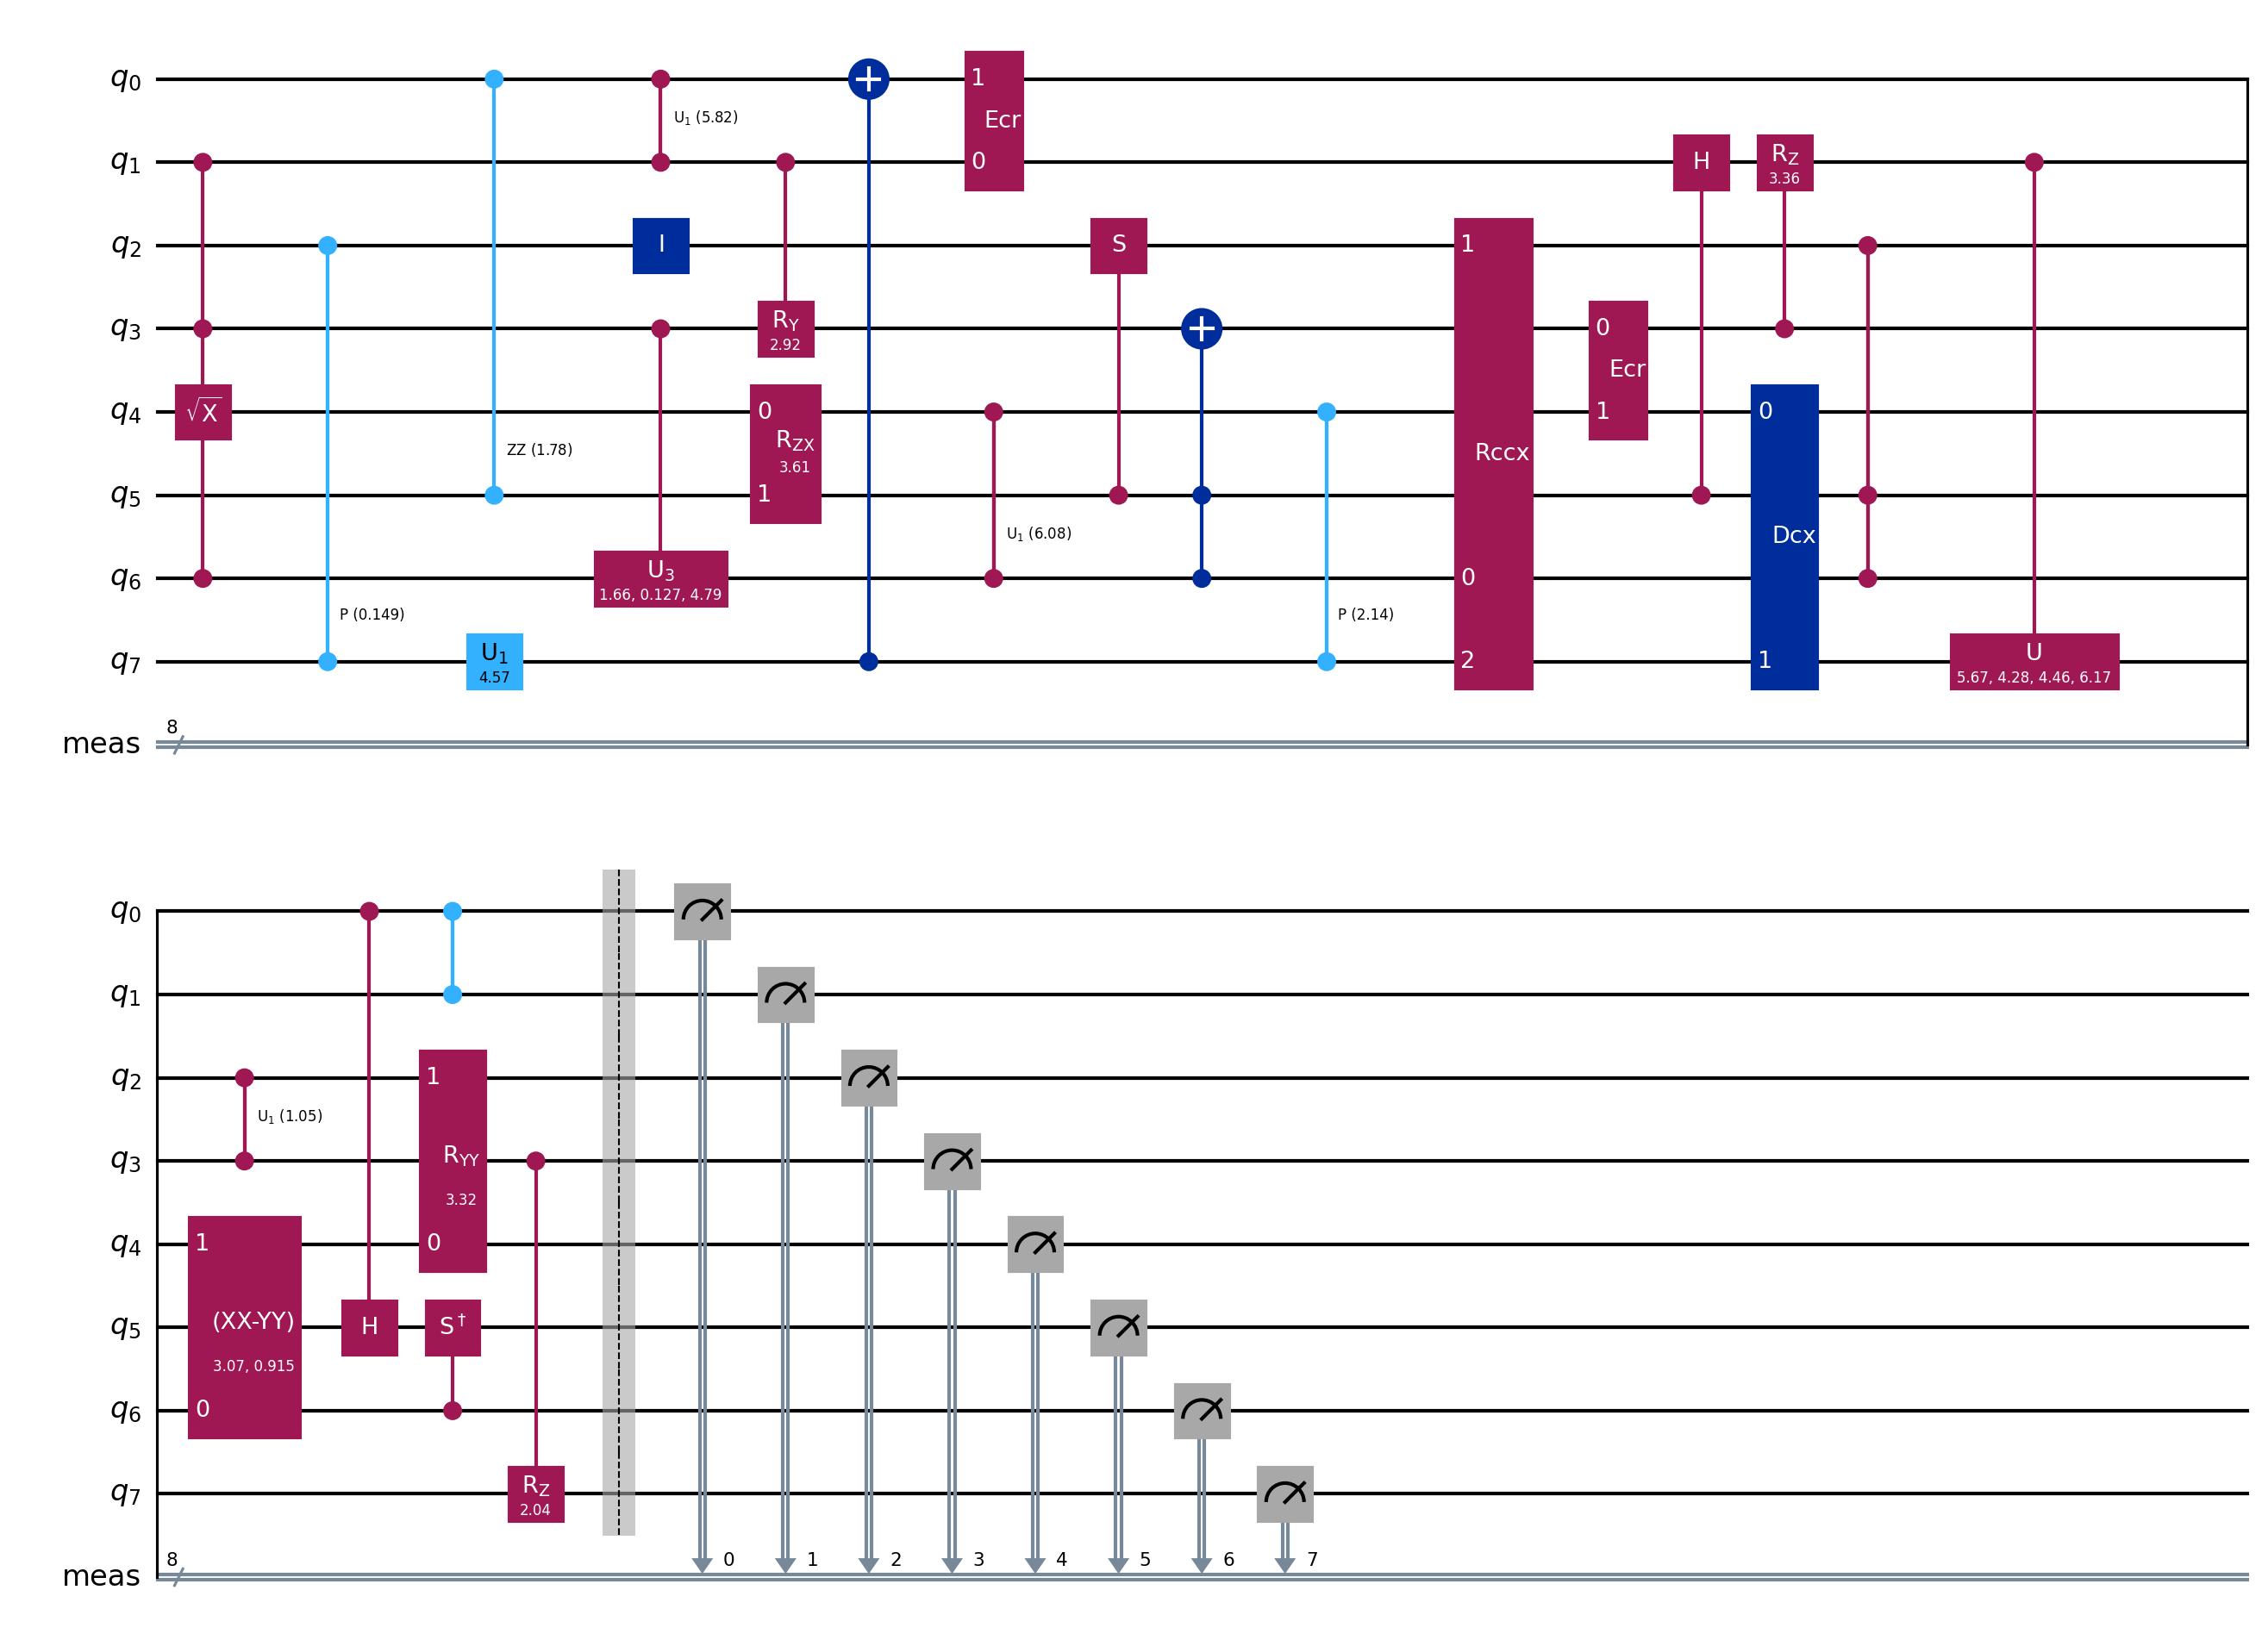 q0
1
Ecr
U1 (5.82)
q1
0
H
RZ
3.36
q2
I
S
1
q3
RY
2.92
0
Ecr
q4
√X
0
RZX
3.61
1
0
ZZ (1.78)
Rccx
q5
1
U1 (6.08)
Dcx
q6
U3
1.66, 0.127, 4.79
0
P (0.149)
P (2.14)
q7
U1
4.57
2
1
U
5.67, 4.28, 4.46, 6.17
8
meas
q0
q1
q2
1
U1 (1.05)
q3
RYY
3.32
q4
1
0
(XX-YY)
3.07, 0.915
q5
H
S†
q6
0
q7
RZ
2.04
8
0 1 2 3 4 5 6 7
meas